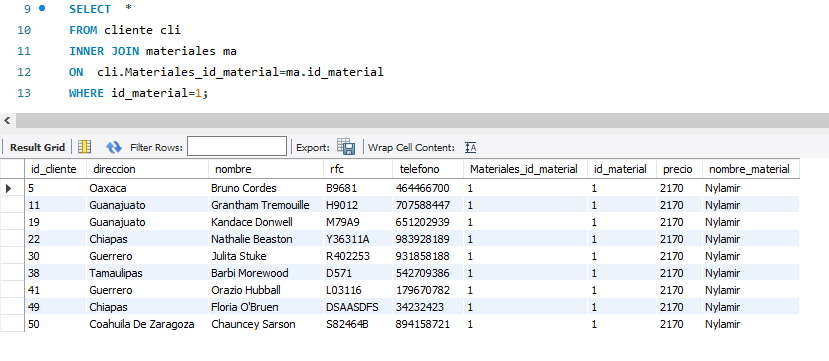 9 SELECT *
10 FROM cliente cli
11 INNER JOIN materiales ma
12 ON cli.Materiales_id_material=ma.id_material
13 WHERE id_material=1;
Result Grid Filter Rows: Export: Wrap Cell Content: IA
id_cliente direccion nombre rfc telefono Materiales_id_material id_material precio nombre_material
5 Oaxaca Bruno Cordes B9681 464466700 1 1 2170 Nylamir
11 Guanajuato Grantham Tremouille H9012 707588447 1 1 2170 Nylamir
19 Guanajuato Kandace Donwell M79A9 651202939 1 1 2170 Nylamir
22 Chiapas Nathalie Beaston Y36311A 983928189 1 1 2170 Nylamir
30 Guerrero Julita Stuke R402253 931858188 1 1 2170 Nylamir
38 Tamaulipas Barbi Morewood D571 542709386 1 1 2170 Nylamir
41 Guerrero Orazio Hubball L03116 179670782 1 1 2170 Nylamir
49 Chiapas Floria O'Bruen DSAASDFS 34232423 1 1 2170 Nylamir
50 Coahuila De Zaragoza Chauncey Sarson S82464B 894158721 1 1 2170 Nylamir